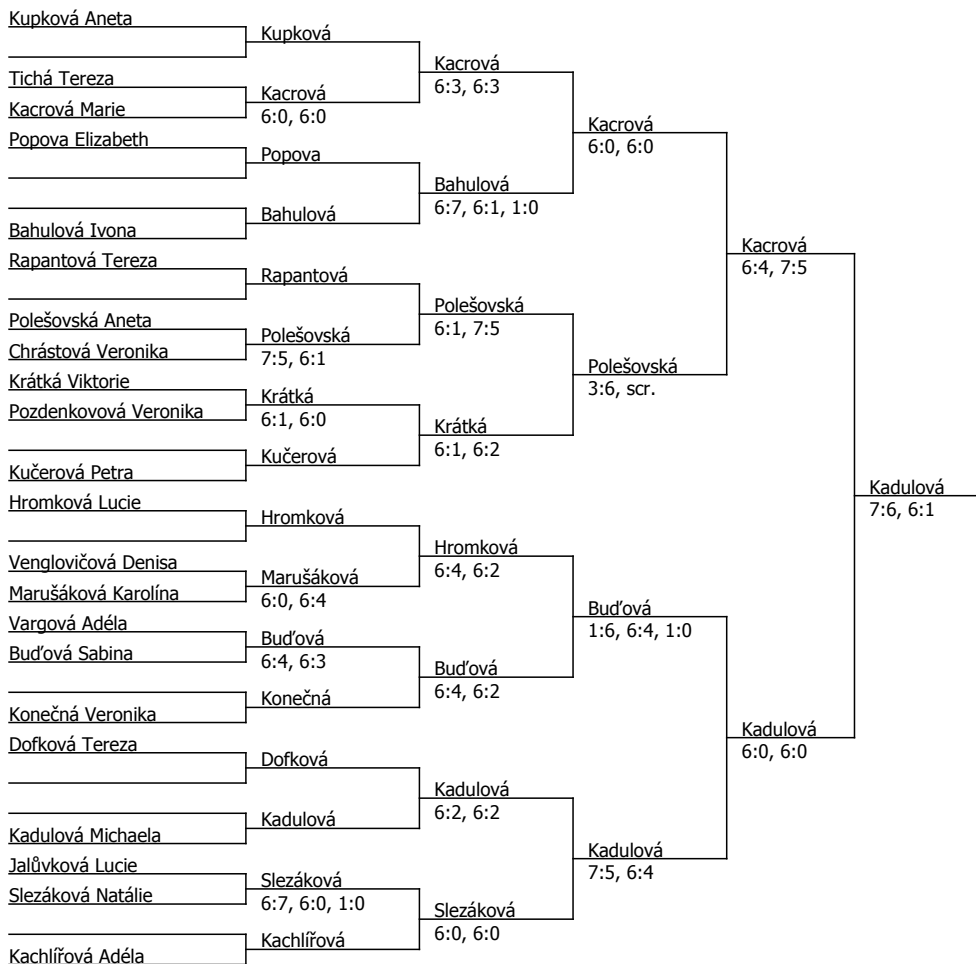 Kupková Aneta
Tichá Tereza
Kacrová Marie
Popova Elizabeth
Bahulová Ivona
Rapantová Tereza
Polešovská Aneta
Chrástová Veronika
Krátká Viktorie
Pozdenkovová Veronika
Kučerová Petra
Hromková Lucie
Venglovičová Denisa
Marušáková Karolína
Vargová Adéla
Buďová Sabina
Konečná Veronika
Dofková Tereza
Kadulová Michaela
Jalůvková Lucie
Slezáková Natálie
Kachlířová Adéla
Kupková
Kacrová
6:0, 6:0
Popova
Bahulová
Rapantová
Polešovská
7:5, 6:1
Krátká
6:1, 6:0
Kučerová
Hromková
Marušáková
6:0, 6:4
Buďová
6:4, 6:3
Konečná
Dofková
Kadulová
Slezáková
6:7, 6:0, 1:0
Kachlířová
Kacrová
6:3, 6:3
Bahulová
6:7, 6:1, 1:0
Polešovská
6:1, 7:5
Krátká
6:1, 6:2
Hromková
6:4, 6:2
Buďová
6:4, 6:2
Kadulová
6:2, 6:2
Slezáková
6:0, 6:0
Kacrová
6:0, 6:0
Polešovská
3:6, scr.
Buďová
1:6, 6:4, 1:0
Kadulová
7:5, 6:4
Kacrová
6:4, 7:5
Kadulová
6:0, 6:0
Kadulová
7:6, 6:1